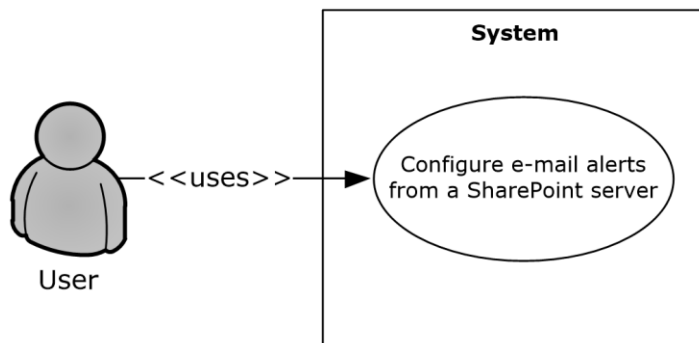 System
<<uses>>
Configure e-mail alerts
from a SharePoint server
User